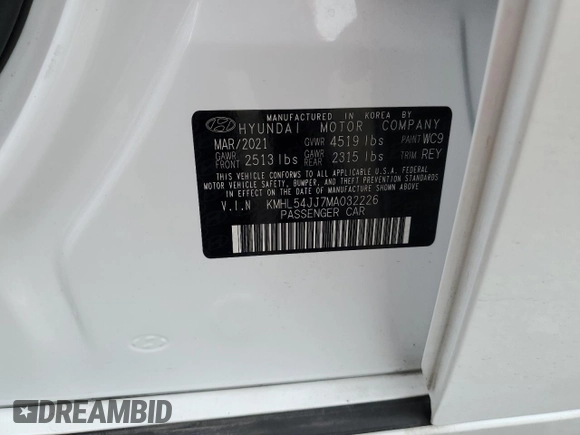 MANUFACTURED IN KOREA BY
HYUNDAI MOTOR COMPANY
MAR/2021 GVWR 4519 lbs PAINT WC9
GAWR FRONT 2513 lbs GAWR REAR 2315 lbs TRIM REY
THIS VEHICLE CONFORMS TO ALL APPLICABLE U.S.A. FEDERAL
MOTOR VEHICLE SAFETY, BUMPER, AND THEFT PREVENTION
STANDARDS IN EFFECT ON THE DATE OF
MANUFACTURE SHOWN ABOVE.
V.I.N KMHL54JJ7MA032226
PASSENGER CAR
DREAMBID